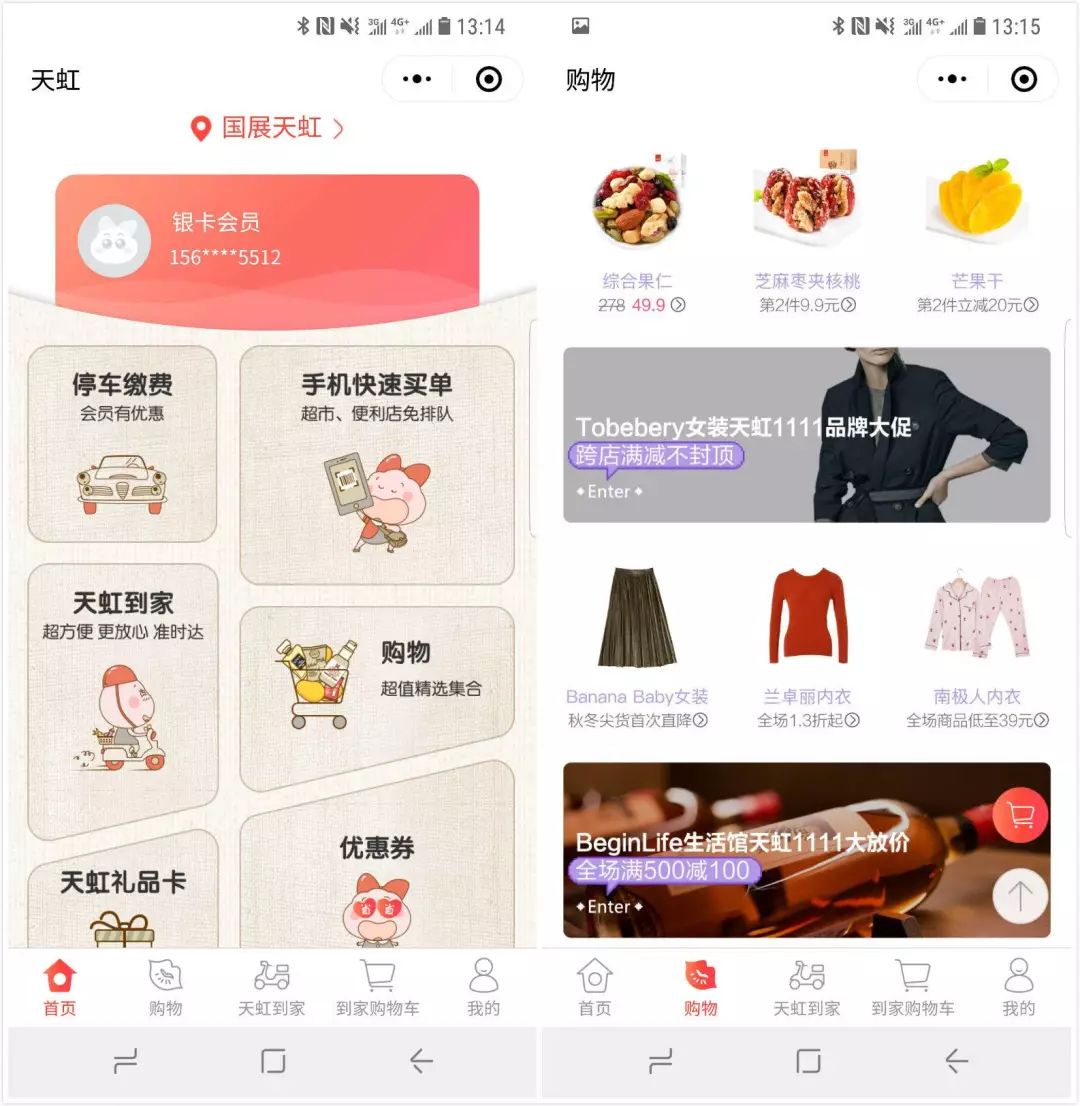 3G 4G+ 13:14
天虹
国展天虹
银卡会员
156****5512
停车缴费
会员有优惠
手机快速买单
超市、便利店免排队
天虹到家
超方便 更放心 准时达
购物
超值精选集合
优惠券
省 省
天虹礼品卡
首页
购物
天虹到家
到家购物车
我的
3G 4G+ 13:15
购物
综合果仁
芝麻枣夹核桃
芒果干
278 49.9
第2件9.9元
第2件立减20元
Tobebery女装天虹1111品牌大促
跨店满减不封顶
Enter
Banana Baby女装
兰卓丽内衣
南极人内衣
秋冬尖货首次直降
全场1.3折起
全场商品低至39元
BeginLife生活馆天虹1111大放价
全场满500减100
Enter
首页
购物
天虹到家
到家购物车
我的